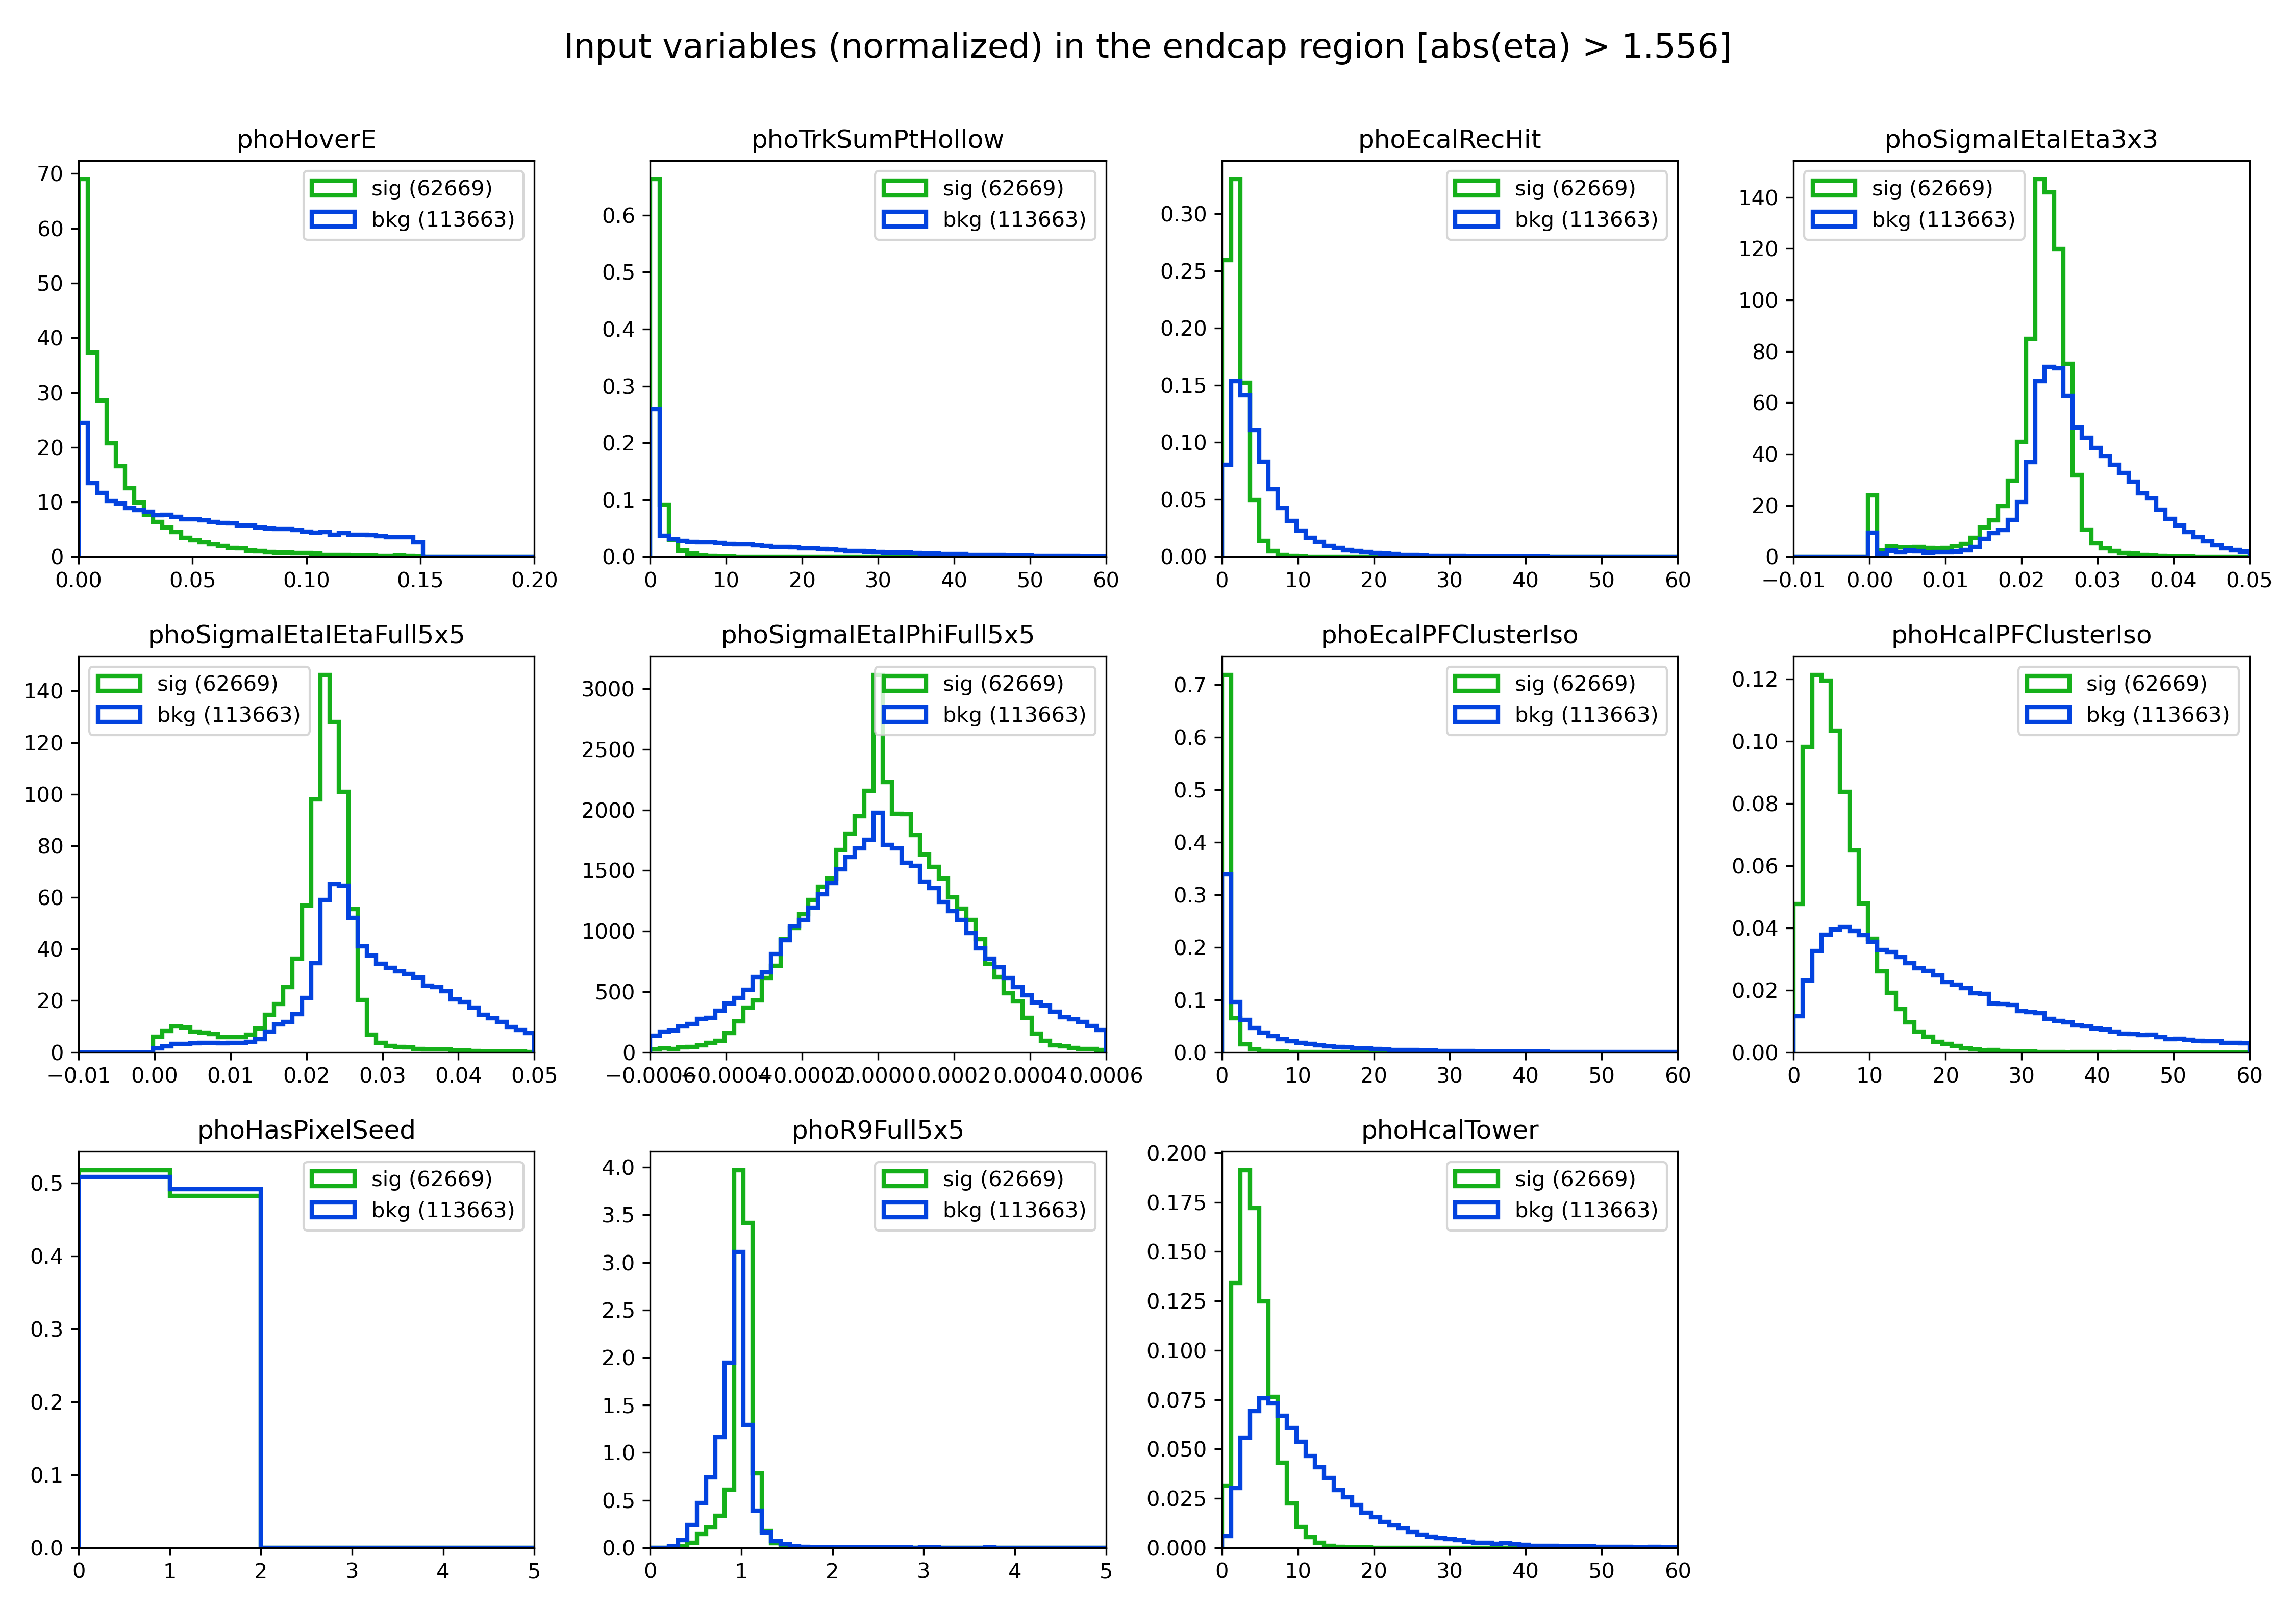 Input variables (normalized) in the endcap region [abs(eta) > 1.556]
phoHoverE
sig (62669)
bkg (113663)
70
60
50
40
30
20
10
0
0.00 0.05 0.10 0.15 0.20
phoTrkSumPtHollow
sig (62669)
bkg (113663)
0.6
0.5
0.4
0.3
0.2
0.1
0.0
0 10 20 30 40 50 60
phoEcalRecHit
sig (62669)
bkg (113663)
0.30
0.25
0.20
0.15
0.10
0.05
0.00
0 10 20 30 40 50 60
phoSigmaIEtaIEta3x3
sig (62669)
bkg (113663)
140
120
100
80
60
40
20
0
−0.01 0.00 0.01 0.02 0.03 0.04 0.05
phoSigmaIEtaIEtaFull5x5
sig (62669)
bkg (113663)
140
120
100
80
60
40
20
0
−0.01 0.00 0.01 0.02 0.03 0.04 0.05
phoSigmaIEtaIPhiFull5x5
sig (62669)
bkg (113663)
3000
2500
2000
1500
1000
500
0
−0.0006 −0.0004 −0.0002 0.0000 0.0002 0.0004 0.0006
phoEcalPFClusterIso
sig (62669)
bkg (113663)
0.7
0.6
0.5
0.4
0.3
0.2
0.1
0.0
0 10 20 30 40 50 60
phoHcalPFClusterIso
sig (62669)
bkg (113663)
0.12
0.10
0.08
0.06
0.04
0.02
0.00
0 10 20 30 40 50 60
phoHasPixelSeed
sig (62669)
bkg (113663)
0.5
0.4
0.3
0.2
0.1
0.0
0 1 2 3 4 5
phoR9Full5x5
sig (62669)
bkg (113663)
4.0
3.5
3.0
2.5
2.0
1.5
1.0
0.5
0.0
0 1 2 3 4 5
phoHcalTower
sig (62669)
bkg (113663)
0.200
0.175
0.150
0.125
0.100
0.075
0.050
0.025
0.000
0 10 20 30 40 50 60